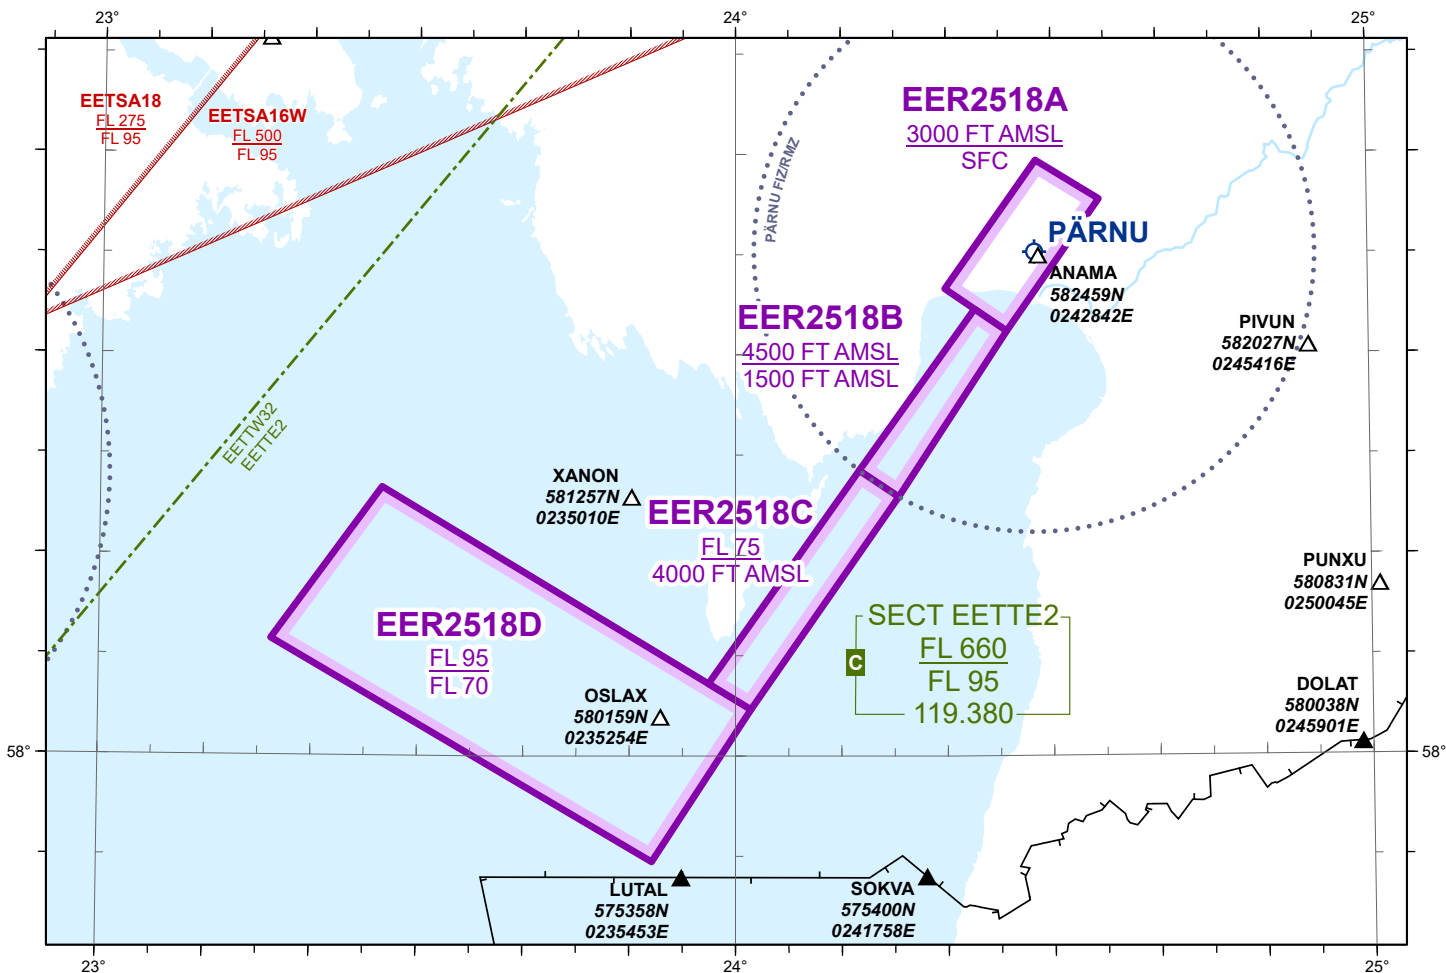 23°
24°
25°
EETSA18
FL 275
FL 95
EETSA16W
FL 500
FL 95
EER2518A
3000 FT AMSL
SFC
PÄRNU FIZ/RMZ
PÄRNU
ANAMA
582459N
0242842E
EER2518B
4500 FT AMSL
1500 FT AMSL
PIVUN
582027N
0245416E
EETTW32
EETTE2
XANON
581257N
0235010E
EER2518C
FL 75
4000 FT AMSL
PUNXU
580831N
0250045E
EER2518D
FL 95
FL 70
SECT EETTE2
C
FL 660
FL 95
119.380
OSLAX
580159N
0235254E
DOLAT
580038N
0245901E
58°
58°
LUTAL
575358N
0235453E
SOKVA
575400N
0241758E
23°
24°
25°